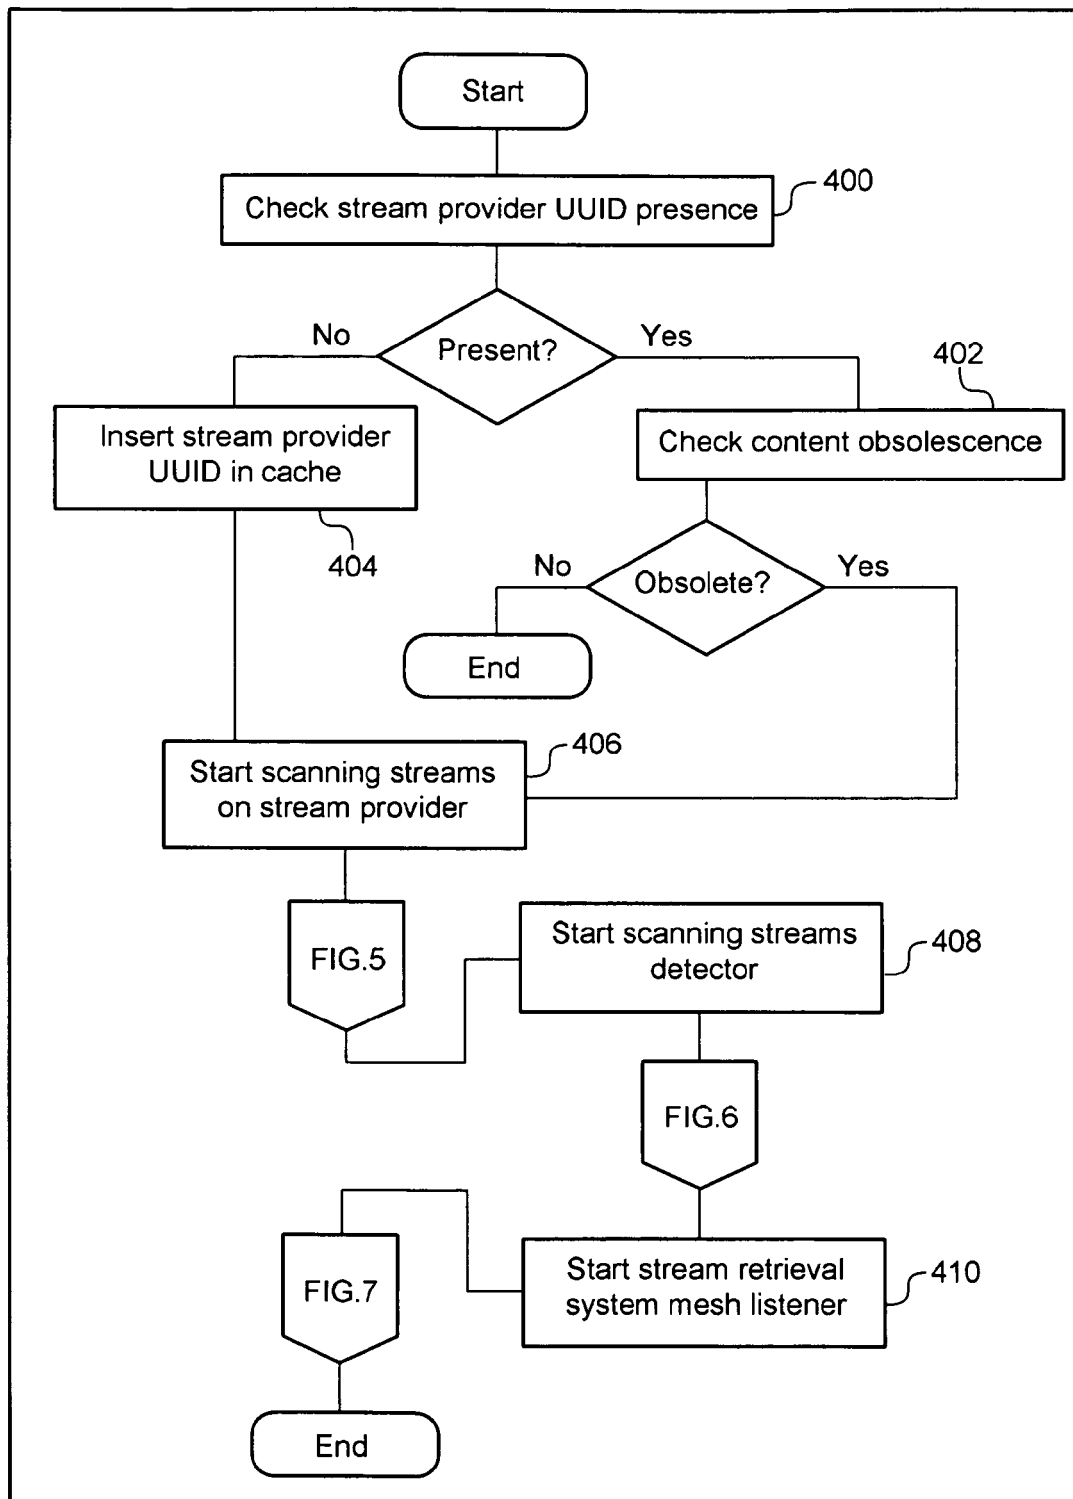 Start
Check stream provider UUID presence
400
Present?
No
Yes
402
Insert stream provider
UUID in cache
404
Check content obsolescence
Obsolete?
No
Yes
End
406
Start scanning streams
on stream provider
FIG.5
Start scanning streams
detector
408
FIG.6
Start stream retrieval
system mesh listener
410
FIG.7
End